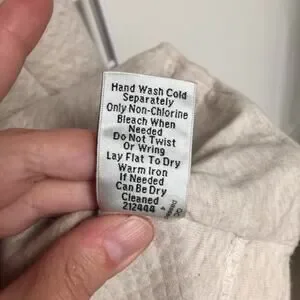 Hand Wash Cold
Separately
Only Non-Chlorine
Bleach When
Needed
Do Not Twist
Or Wring
Lay Flat To Dry
Warm Iron
If Needed
Can Be Dry
Cleaned
212444